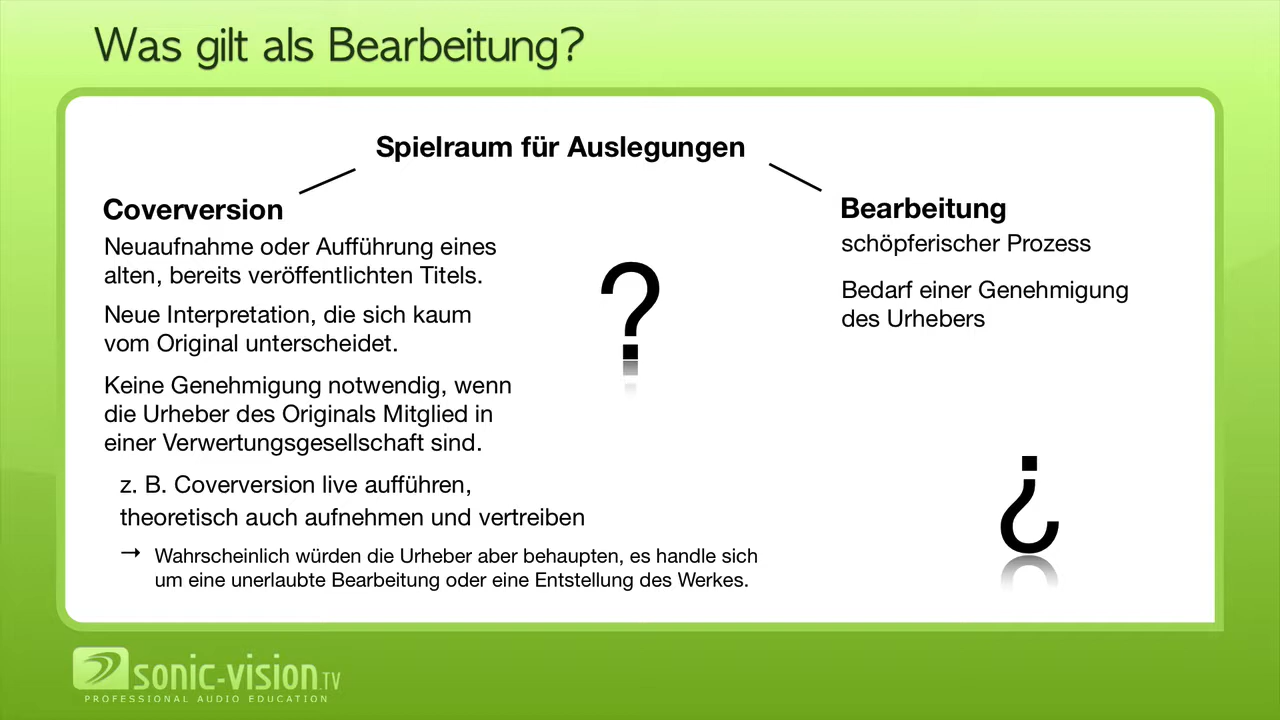 Was gilt als Bearbeitung?
Spielraum für Auslegungen
Coverversion
Neuaufnahme oder Aufführung eines
alten, bereits veröffentlichten Titels.
Neue Interpretation, die sich kaum
vom Original unterscheidet.
Keine Genehmigung notwendig, wenn
die Urheber des Originals Mitglied in
einer Verwertungsgesellschaft sind.
z. B. Coverversion live aufführen,
theoretisch auch aufnehmen und vertreiben
→ Wahrscheinlich würden die Urheber aber behaupten, es handle sich
um eine unerlaubte Bearbeitung oder eine Entstellung des Werkes.
?
Bearbeitung
schöpferischer Prozess
Bedarf einer Genehmigung
des Urhebers
¿
sonic-vision.TV
PROFESSIONAL AUDIO EDUCATION